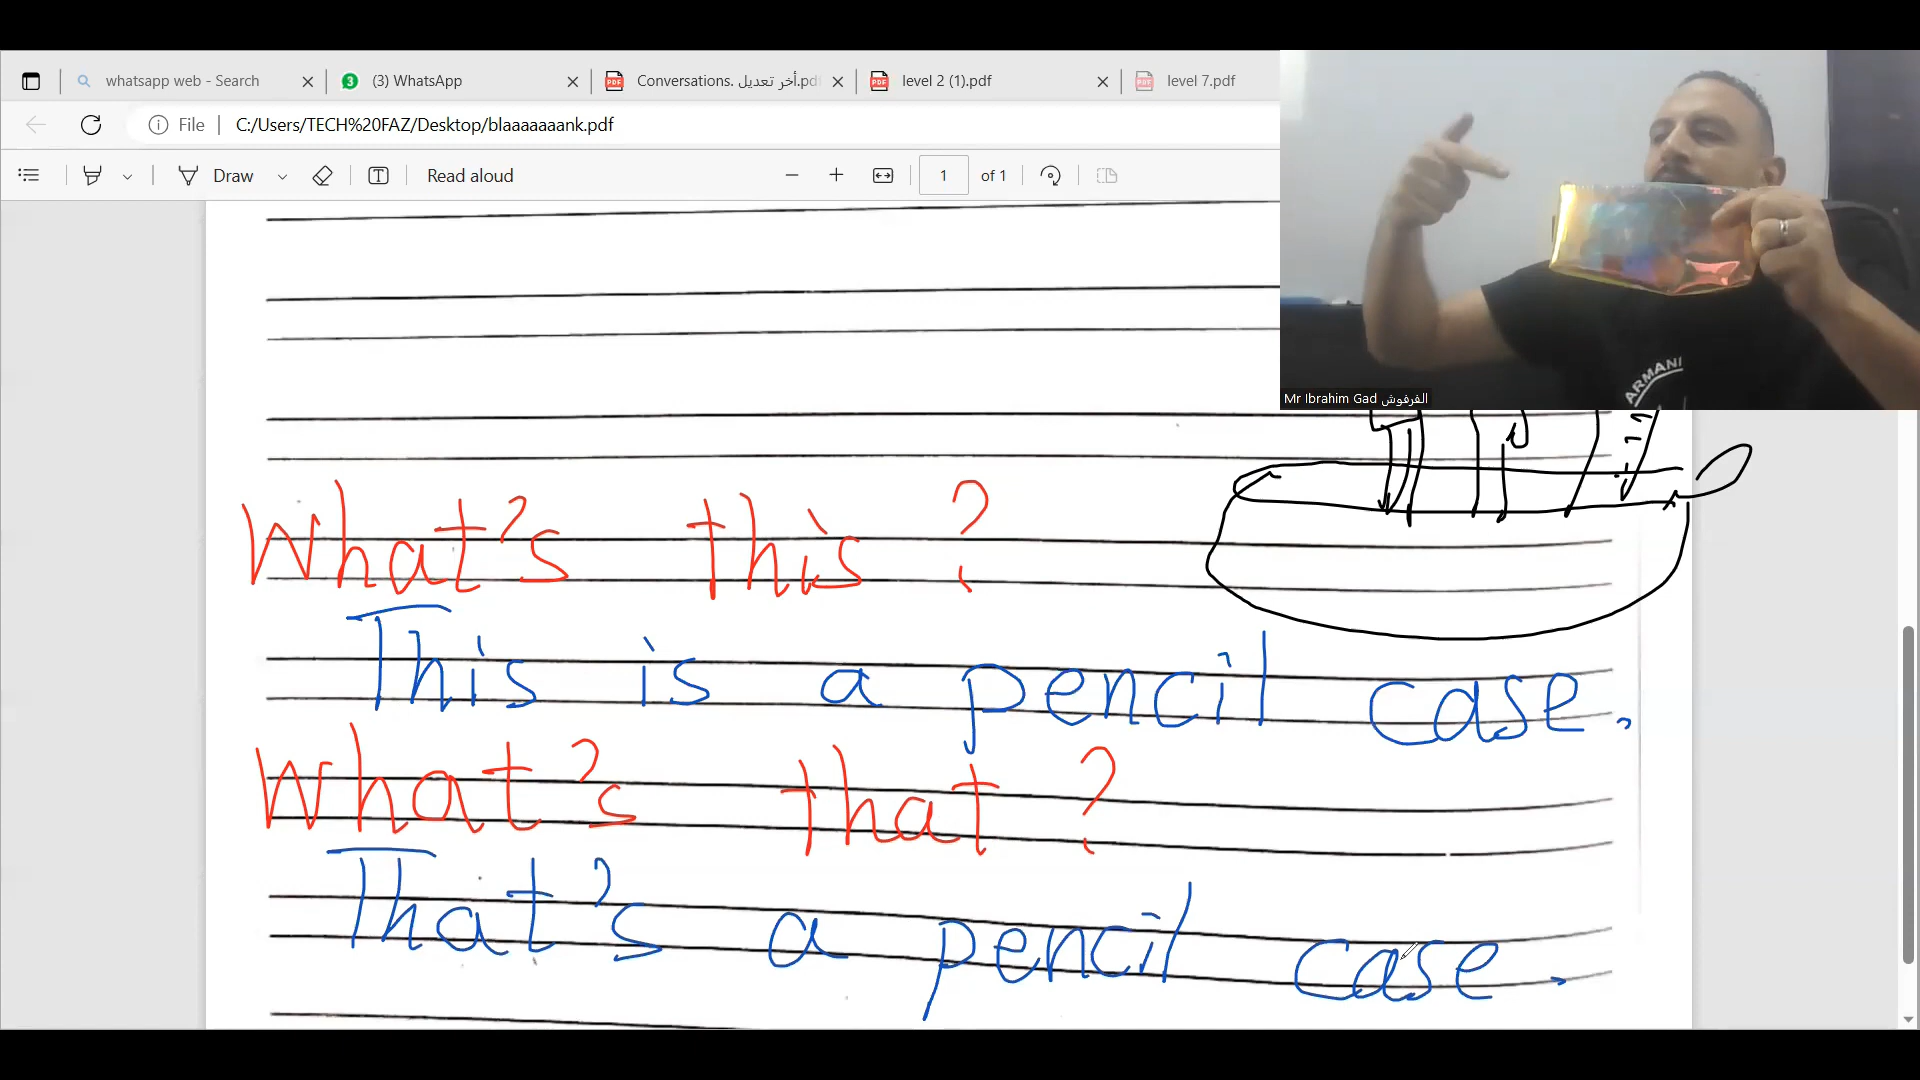 whatsapp web - Search
(3) WhatsApp
Conversations. أخر تعديل.pdf
level 2 (1).pdf
level 7.pdf
File
C:/Users/TECH%20FAZ/Desktop/blaaaaaaank.pdf
Draw
Read aloud
1 of 1
ARMANI
Mr Ibrahim Gad الفرفوش
What's this ?
This is a pencil case.
What's that ?
That's a pencil case.